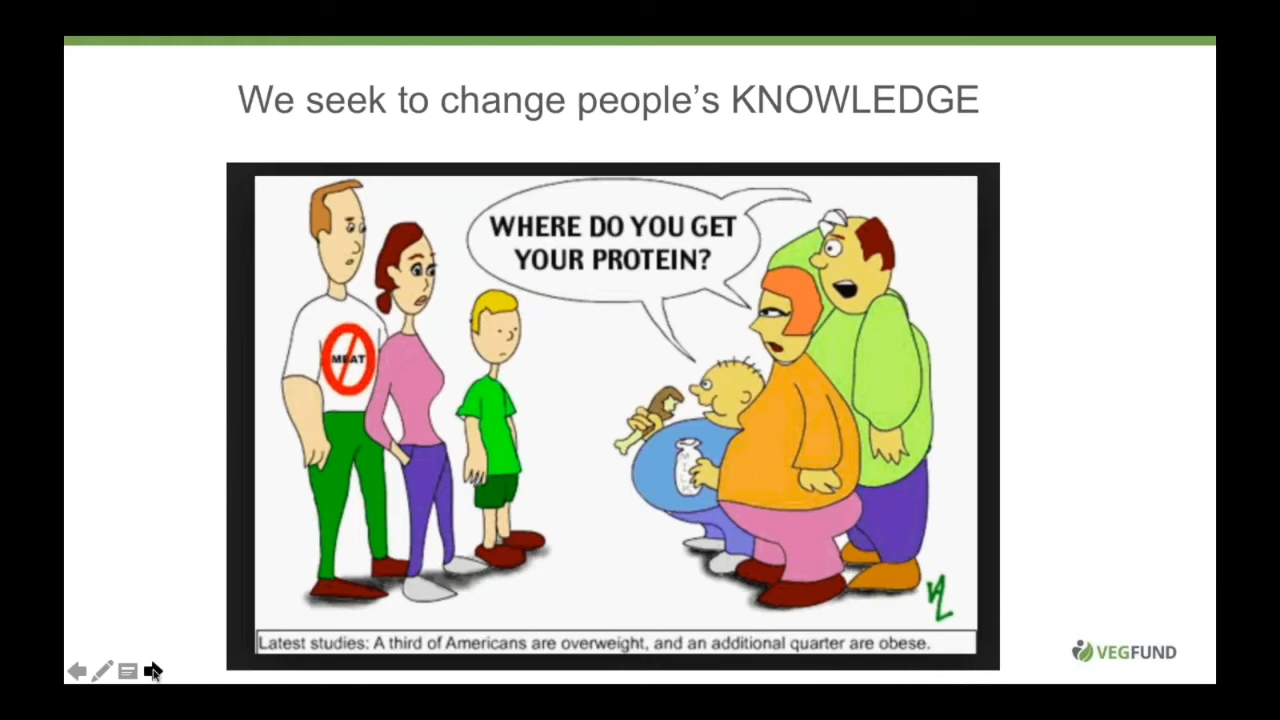 We seek to change people's KNOWLEDGE
WHERE DO YOU GET
YOUR PROTEIN?
MEAT
Latest studies: A third of Americans are overweight, and an additional quarter are obese.
VEGFUND